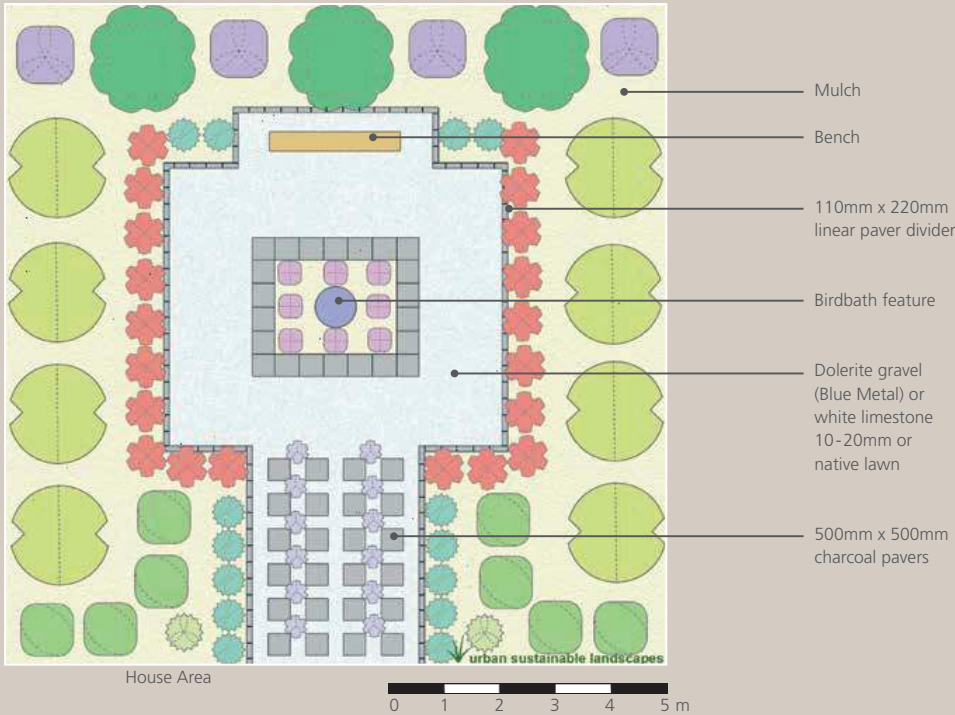 Mulch
Bench
110mm x 220mm
linear paver divider
Birdbath feature
Dolerite gravel
(Blue Metal) or
white limestone
10-20mm or
native lawn
500mm x 500mm
charcoal pavers
urban sustainable landscapes
House Area
0 1 2 3 4 5 m